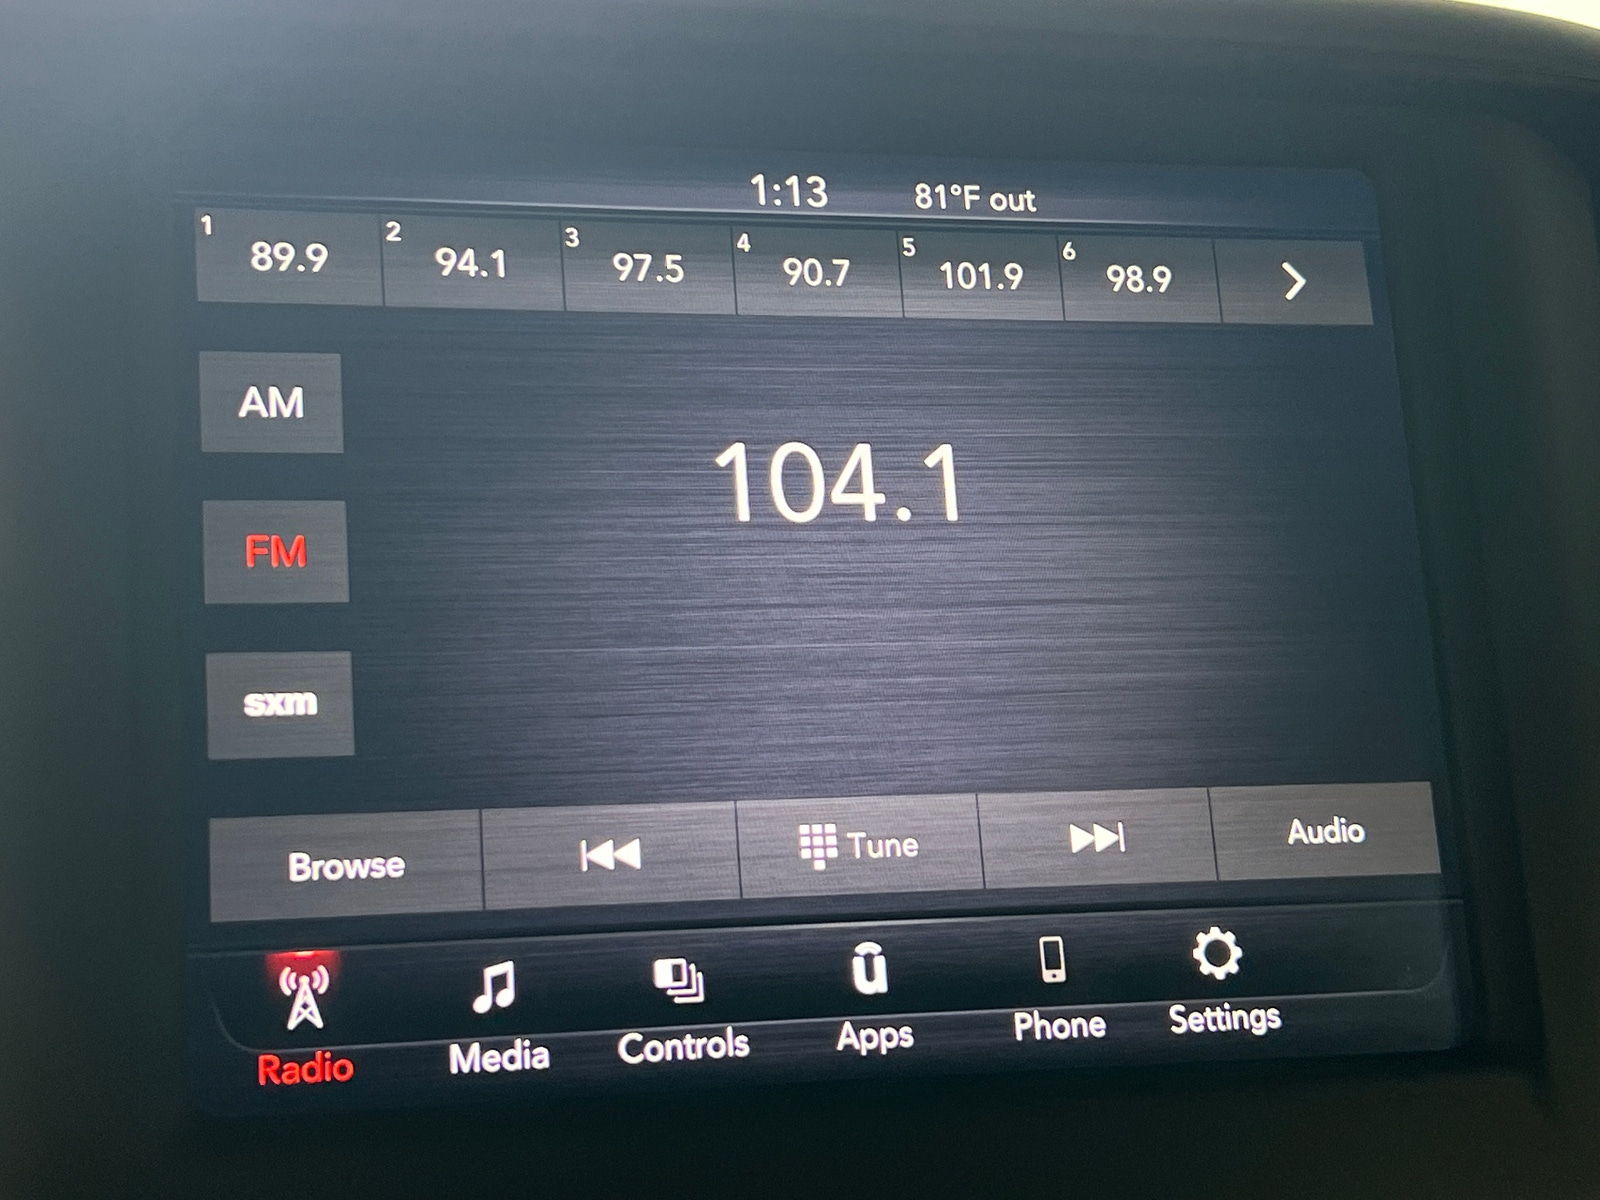 1:13 81°F out
1 89.9 2 94.1 3 97.5 4 90.7 5 101.9 6 98.9
AM
104.1
FM
sxm
Browse Tune Audio
Radio Media Controls Apps Phone Settings